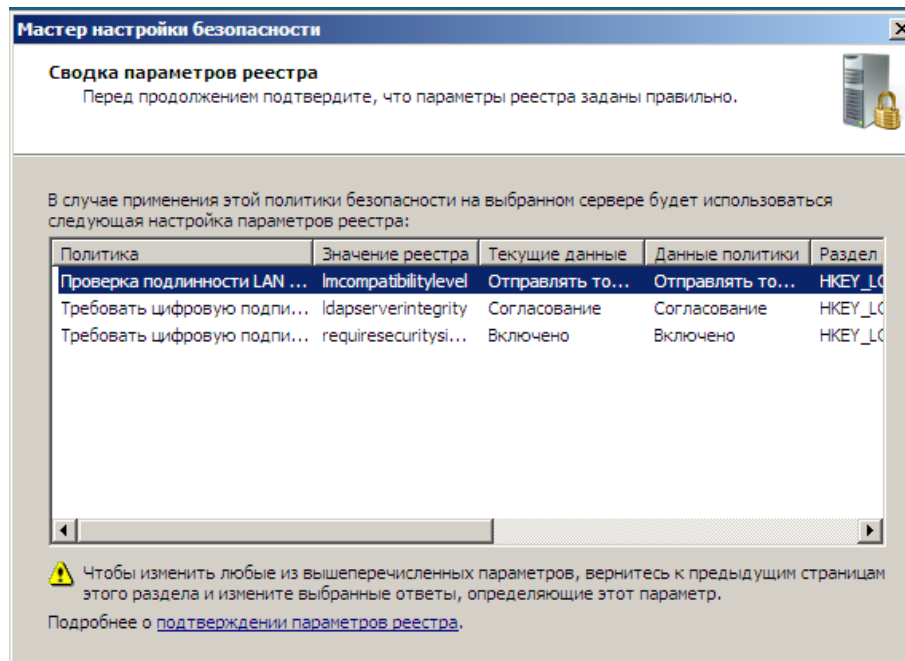 Мастер настройки безопасности
Сводка параметров реестра
Перед продолжением подтвердите, что параметры реестра заданы правильно.
В случае применения этой политики безопасности на выбранном сервере будет использоваться
следующая настройка параметров реестра:
Политика Значение реестра Текущие данные Данные политики Раздел
Проверка подлинности LAN ... lmcompatibilitylevel Отправлять то... Отправлять то... HKEY_LO
Требовать цифровую подпи... ldapserverintegrity Согласование Согласование HKEY_LO
Требовать цифровую подпи... requiresecuritysi... Включено Включено HKEY_LO
Чтобы изменить любые из вышеперечисленных параметров, вернитесь к предыдущим страницам
этого раздела и измените выбранные ответы, определяющие этот параметр.
Подробнее о подтверждении параметров реестра.